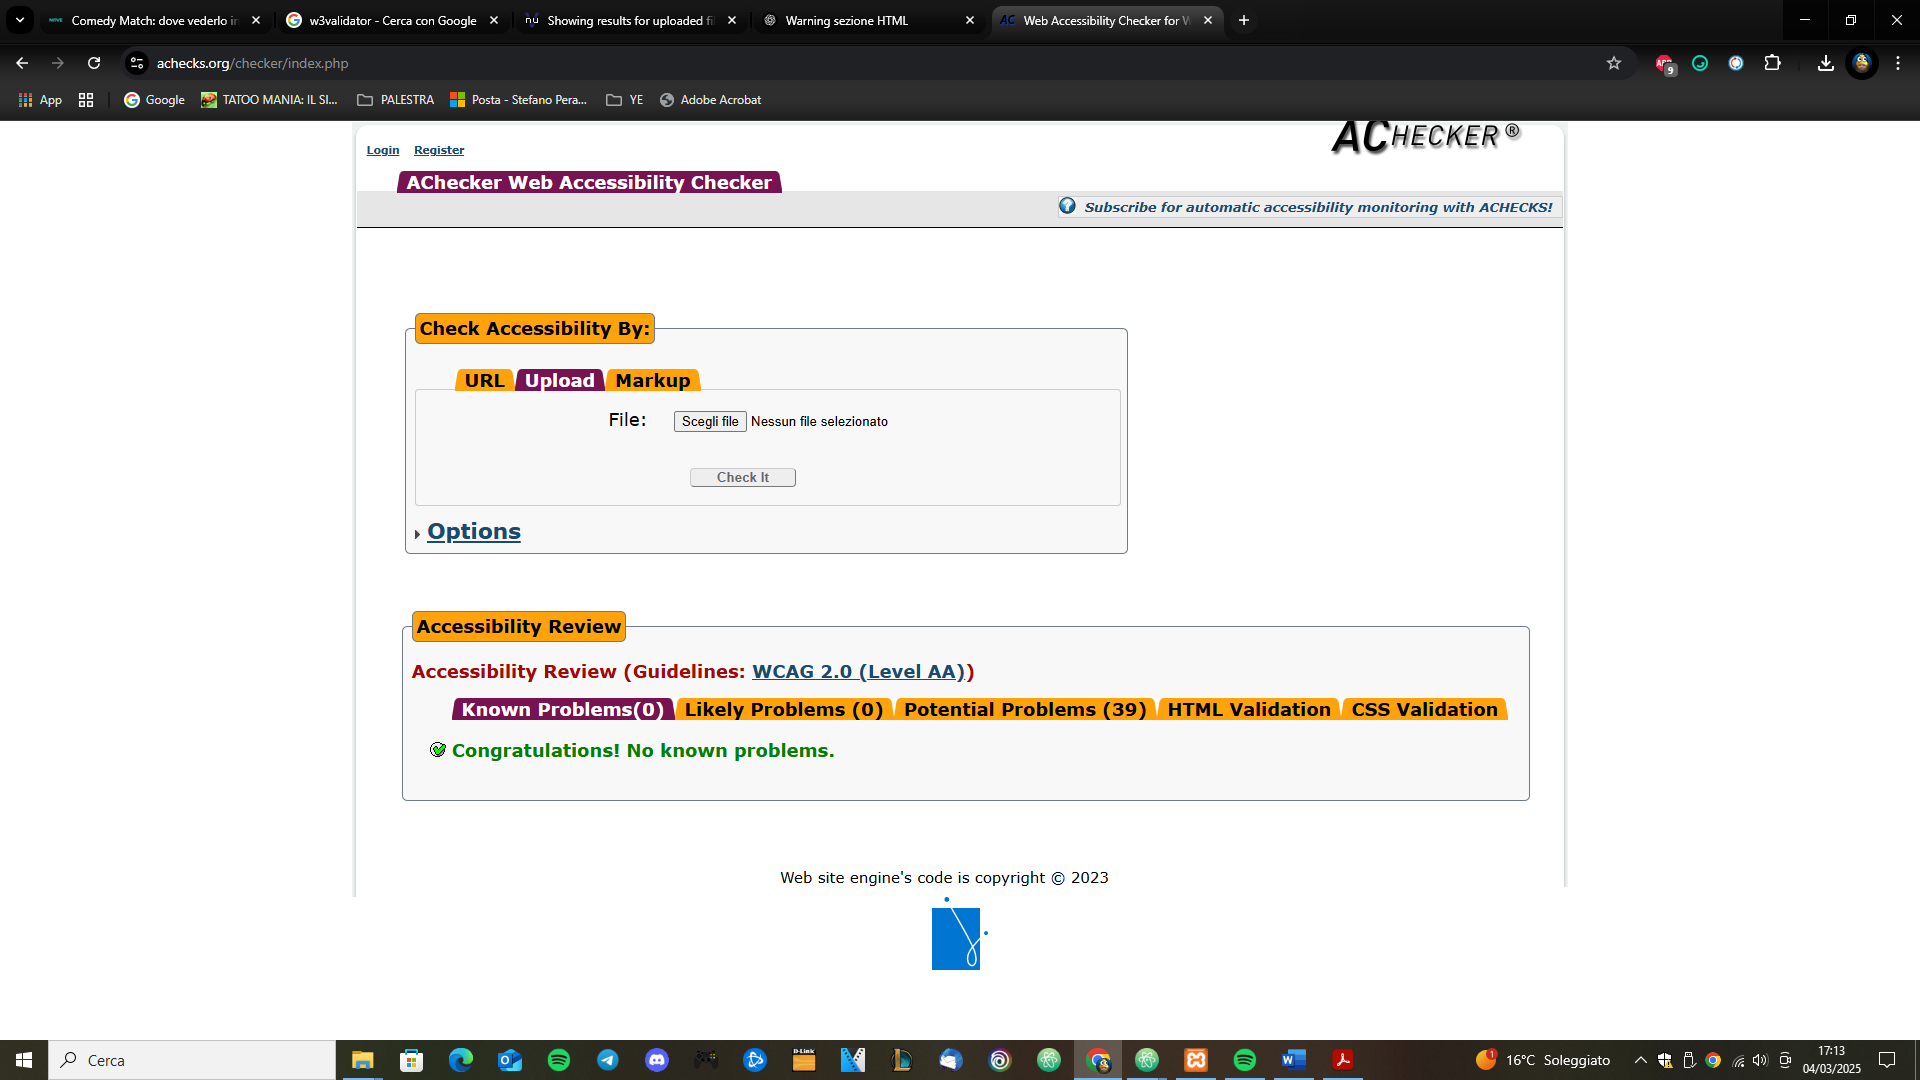 Comedy Match: dove vederlo in
w3validator - Cerca con Google
Showing results for uploaded fi
Warning sezione HTML
Web Accessibility Checker for W
achecks.org/checker/index.php
9
App
Google
TATOO MANIA: IL SI...
PALESTRA
Posta - Stefano Pera...
YE
Adobe Acrobat
ACHECKER ®
Login Register
AChecker Web Accessibility Checker
Subscribe for automatic accessibility monitoring with ACHECKS!
Check Accessibility By:
URL Upload Markup
File: Scegli file Nessun file selezionato
Check It
Options
Accessibility Review
Accessibility Review (Guidelines: WCAG 2.0 (Level AA))
Known Problems(0) Likely Problems (0) Potential Problems (39) HTML Validation CSS Validation
Congratulations! No known problems.
Web site engine's code is copyright © 2023
Cerca
1
16°C Soleggiato
17:13
04/03/2025